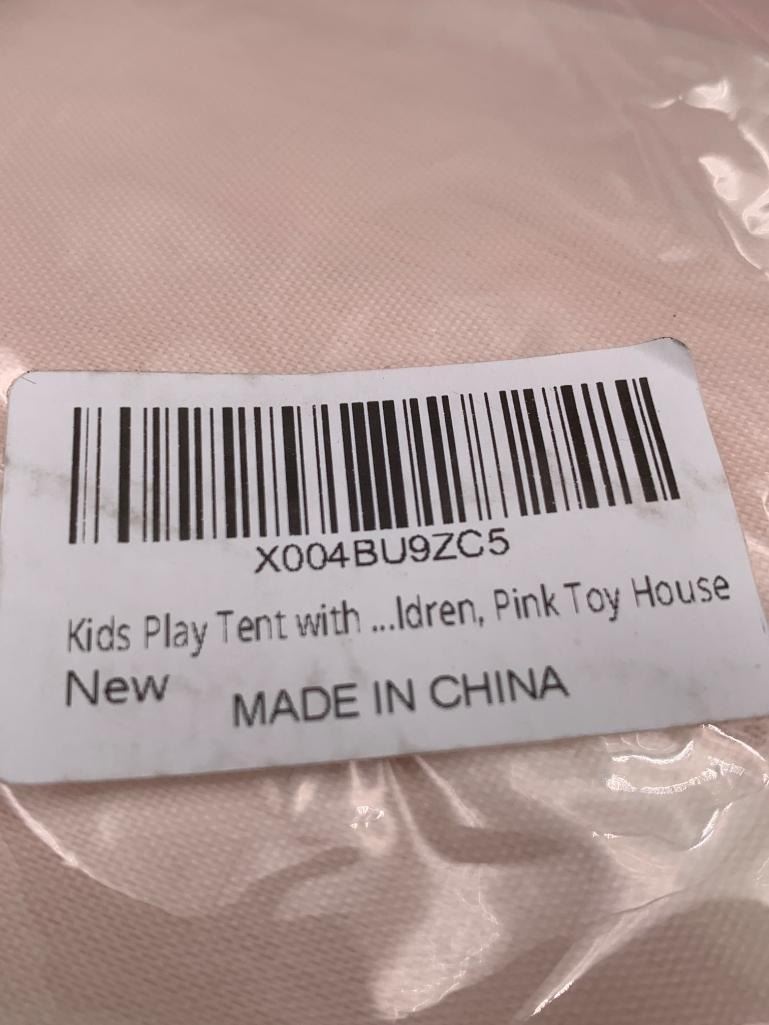 X004BU9ZC5
Kids Play Tent with ...ldren, Pink Toy House
New
MADE IN CHINA